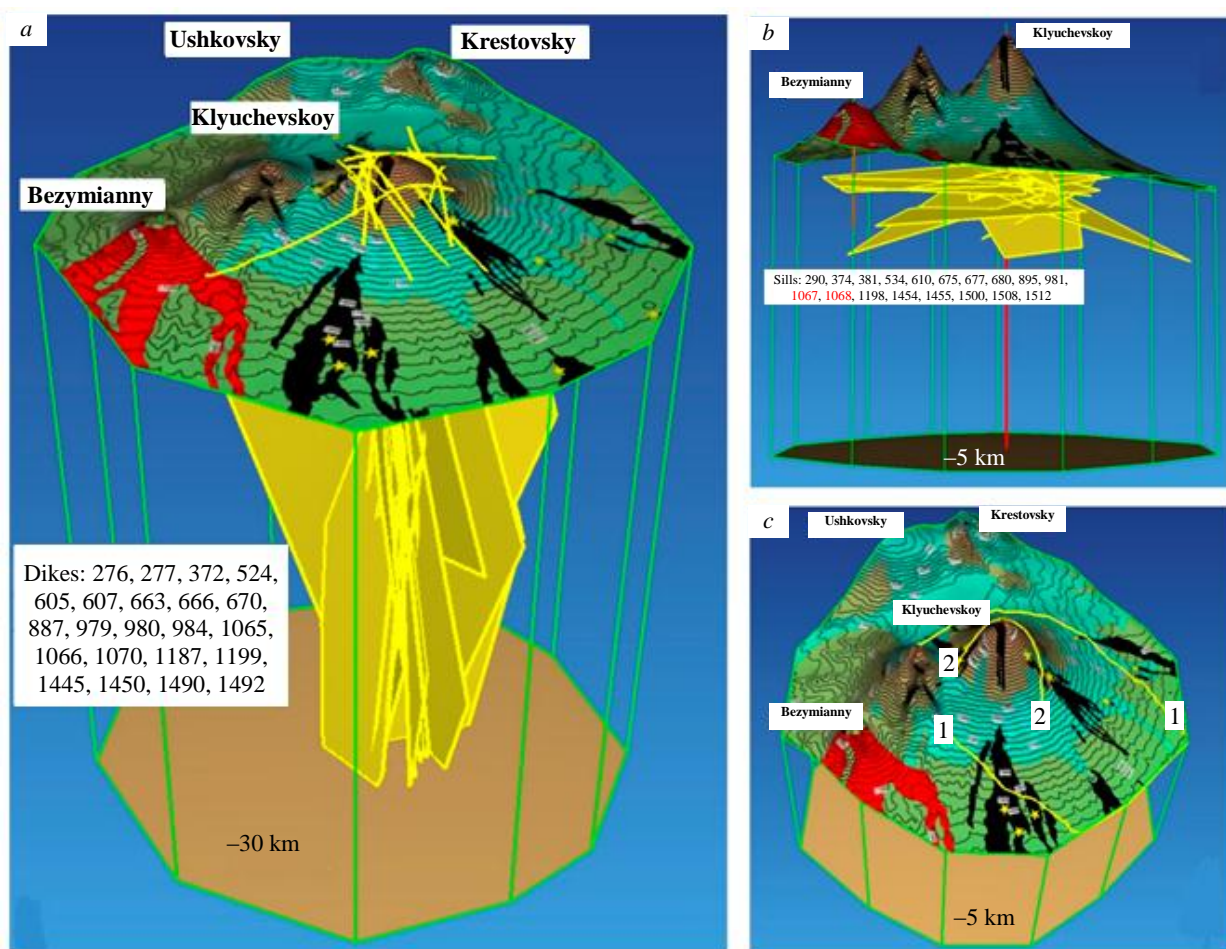 a
Ushkovsky
Krestovsky
Klyuchevskoy
Bezymianny
Dikes: 276, 277, 372, 524,
605, 607, 663, 666, 670,
887, 979, 980, 984, 1065,
1066, 1070, 1187, 1199,
1445, 1450, 1490, 1492
–30 km
b
Klyuchevskoy
Bezymianny
Sills: 290, 374, 381, 534, 610, 675, 677, 680, 895, 981,
1067, 1068, 1198, 1454, 1455, 1500, 1508, 1512
–5 km
c
Ushkovsky
Krestovsky
Klyuchevskoy
2
Bezymianny
1
2
1
–5 km